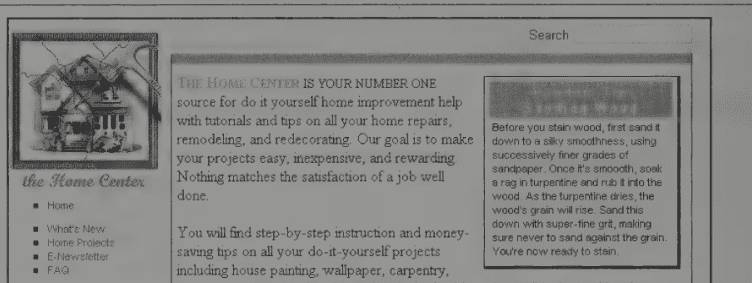 Search
THE HOME CENTER IS YOUR NUMBER ONE
source for do it yourself home improvement help
with tutorials and tips on all your home repairs,
remodeling, and redecorating. Our goal is to make
your projects easy, inexpensive, and rewarding.
Nothing matches the satisfaction of a job well
done.
You will find step-by-step instruction and money-
saving tips on all your do-it-yourself projects
including house painting, wallpaper, carpentry,
the Home Center
Home
What's New
Home Projects
E-Newsletter
FAQ
Staining Wood
Before you stain wood, first sand it
down to a silky smoothness, using
successively finer grades of
sandpaper. Once it's smooth, soak
a rag in turpentine and rub it into the
wood. As the turpentine dries, the
wood's grain will rise. Sand this
down with super-fine grit, making
sure never to sand against the grain.
You're now ready to stain.